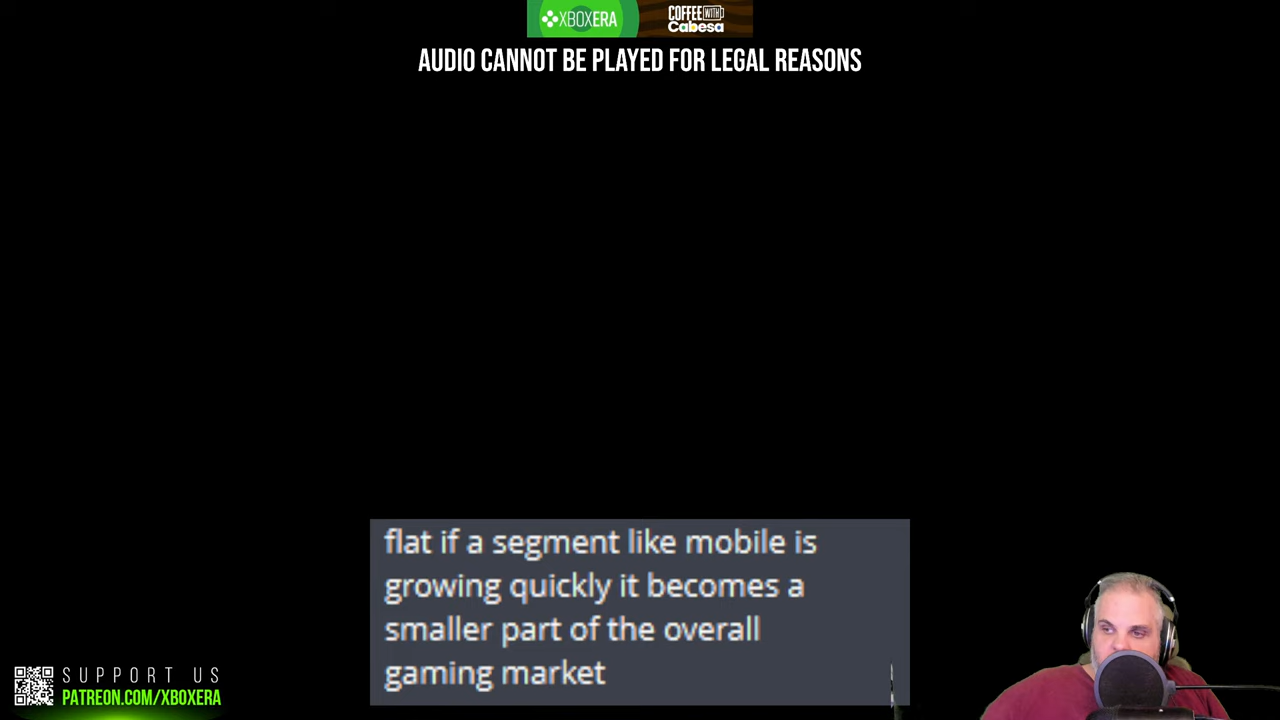 XBOXERA
COFFEE WITH
Cabesa
AUDIO CANNOT BE PLAYED FOR LEGAL REASONS
flat if a segment like mobile is
growing quickly it becomes a
smaller part of the overall
gaming market
SUPPORT US
PATREON.COM/XBOXERA